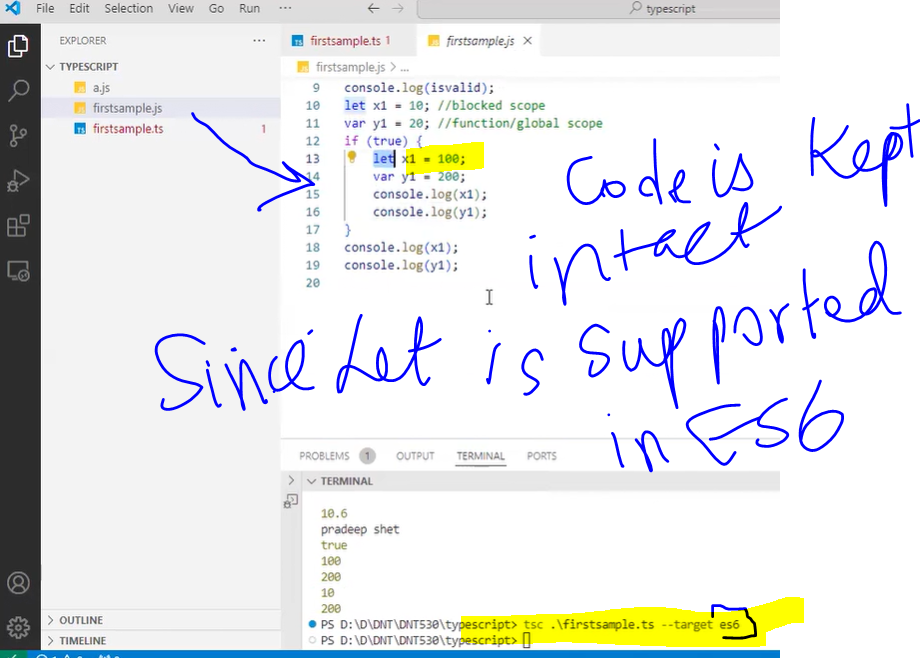 File Edit Selection View Go Run ··· ← → typescript
EXPLORER ···
TYPESCRIPT
a.js
firstsample.js
firstsample.ts 1
OUTLINE
TIMELINE
TS firstsample.ts 1 JS firstsample.js ×
JS firstsample.js > ...
9 console.log(isvalid);
10 let x1 = 10; //blocked scope
11 var y1 = 20; //function/global scope
12 if (true) {
13 let x1 = 100;
14 var y1 = 200;
15 console.log(x1);
16 console.log(y1);
17 }
18 console.log(x1);
19 console.log(y1);
20
Code is Kept
intact
Since Let is supported
in ES6
PROBLEMS 1 OUTPUT TERMINAL PORTS
TERMINAL
10.6
pradeep shet
true
100
200
10
200
PS D:\D\DNT\DNT530\typescript> tsc .\firstsample.ts --target es6
PS D:\D\DNT\DNT530\typescript>